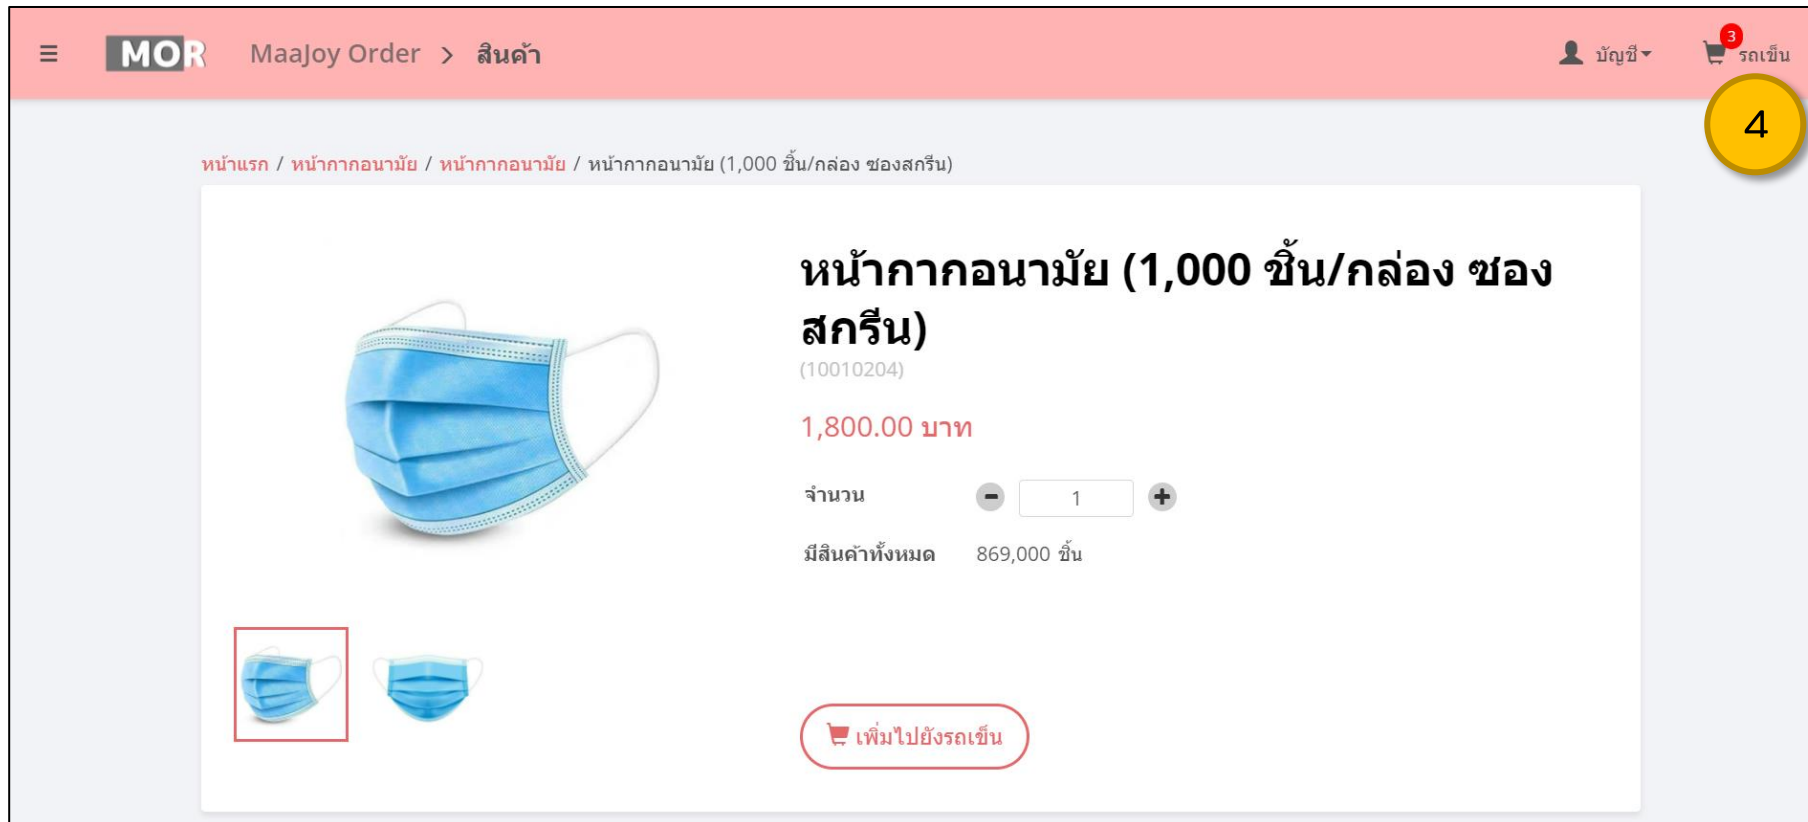 ☰ MOR MaaJoy Order > สินค้า บัญชี 3 รถเข็น
4
หน้าแรก / หน้ากากอนามัย / หน้ากากอนามัย / หน้ากากอนามัย (1,000 ชิ้น/กล่อง ซองสกรีน)
หน้ากากอนามัย (1,000 ชิ้น/กล่อง ซอง
สกรีน)
(10010204)
1,800.00 บาท
จำนวน - 1 +
มีสินค้าทั้งหมด 869,000 ชิ้น
เพิ่มไปยังรถเข็น